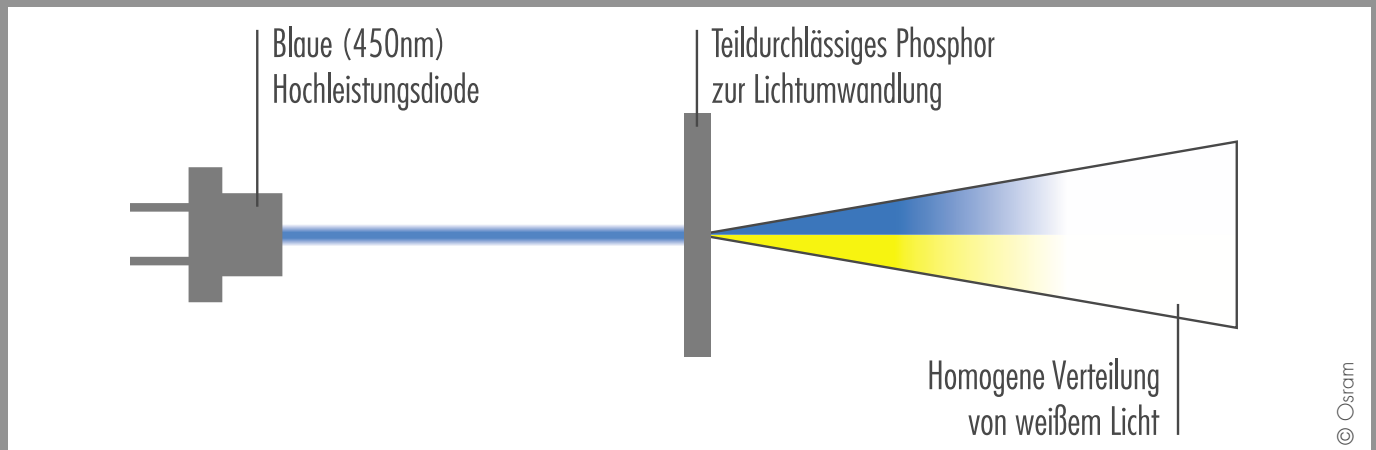 Blaue (450nm)
Hochleistungsdiode
Teildurchlässiges Phosphor
zur Lichtumwandlung
Homogene Verteilung
von weißem Licht
© Osram